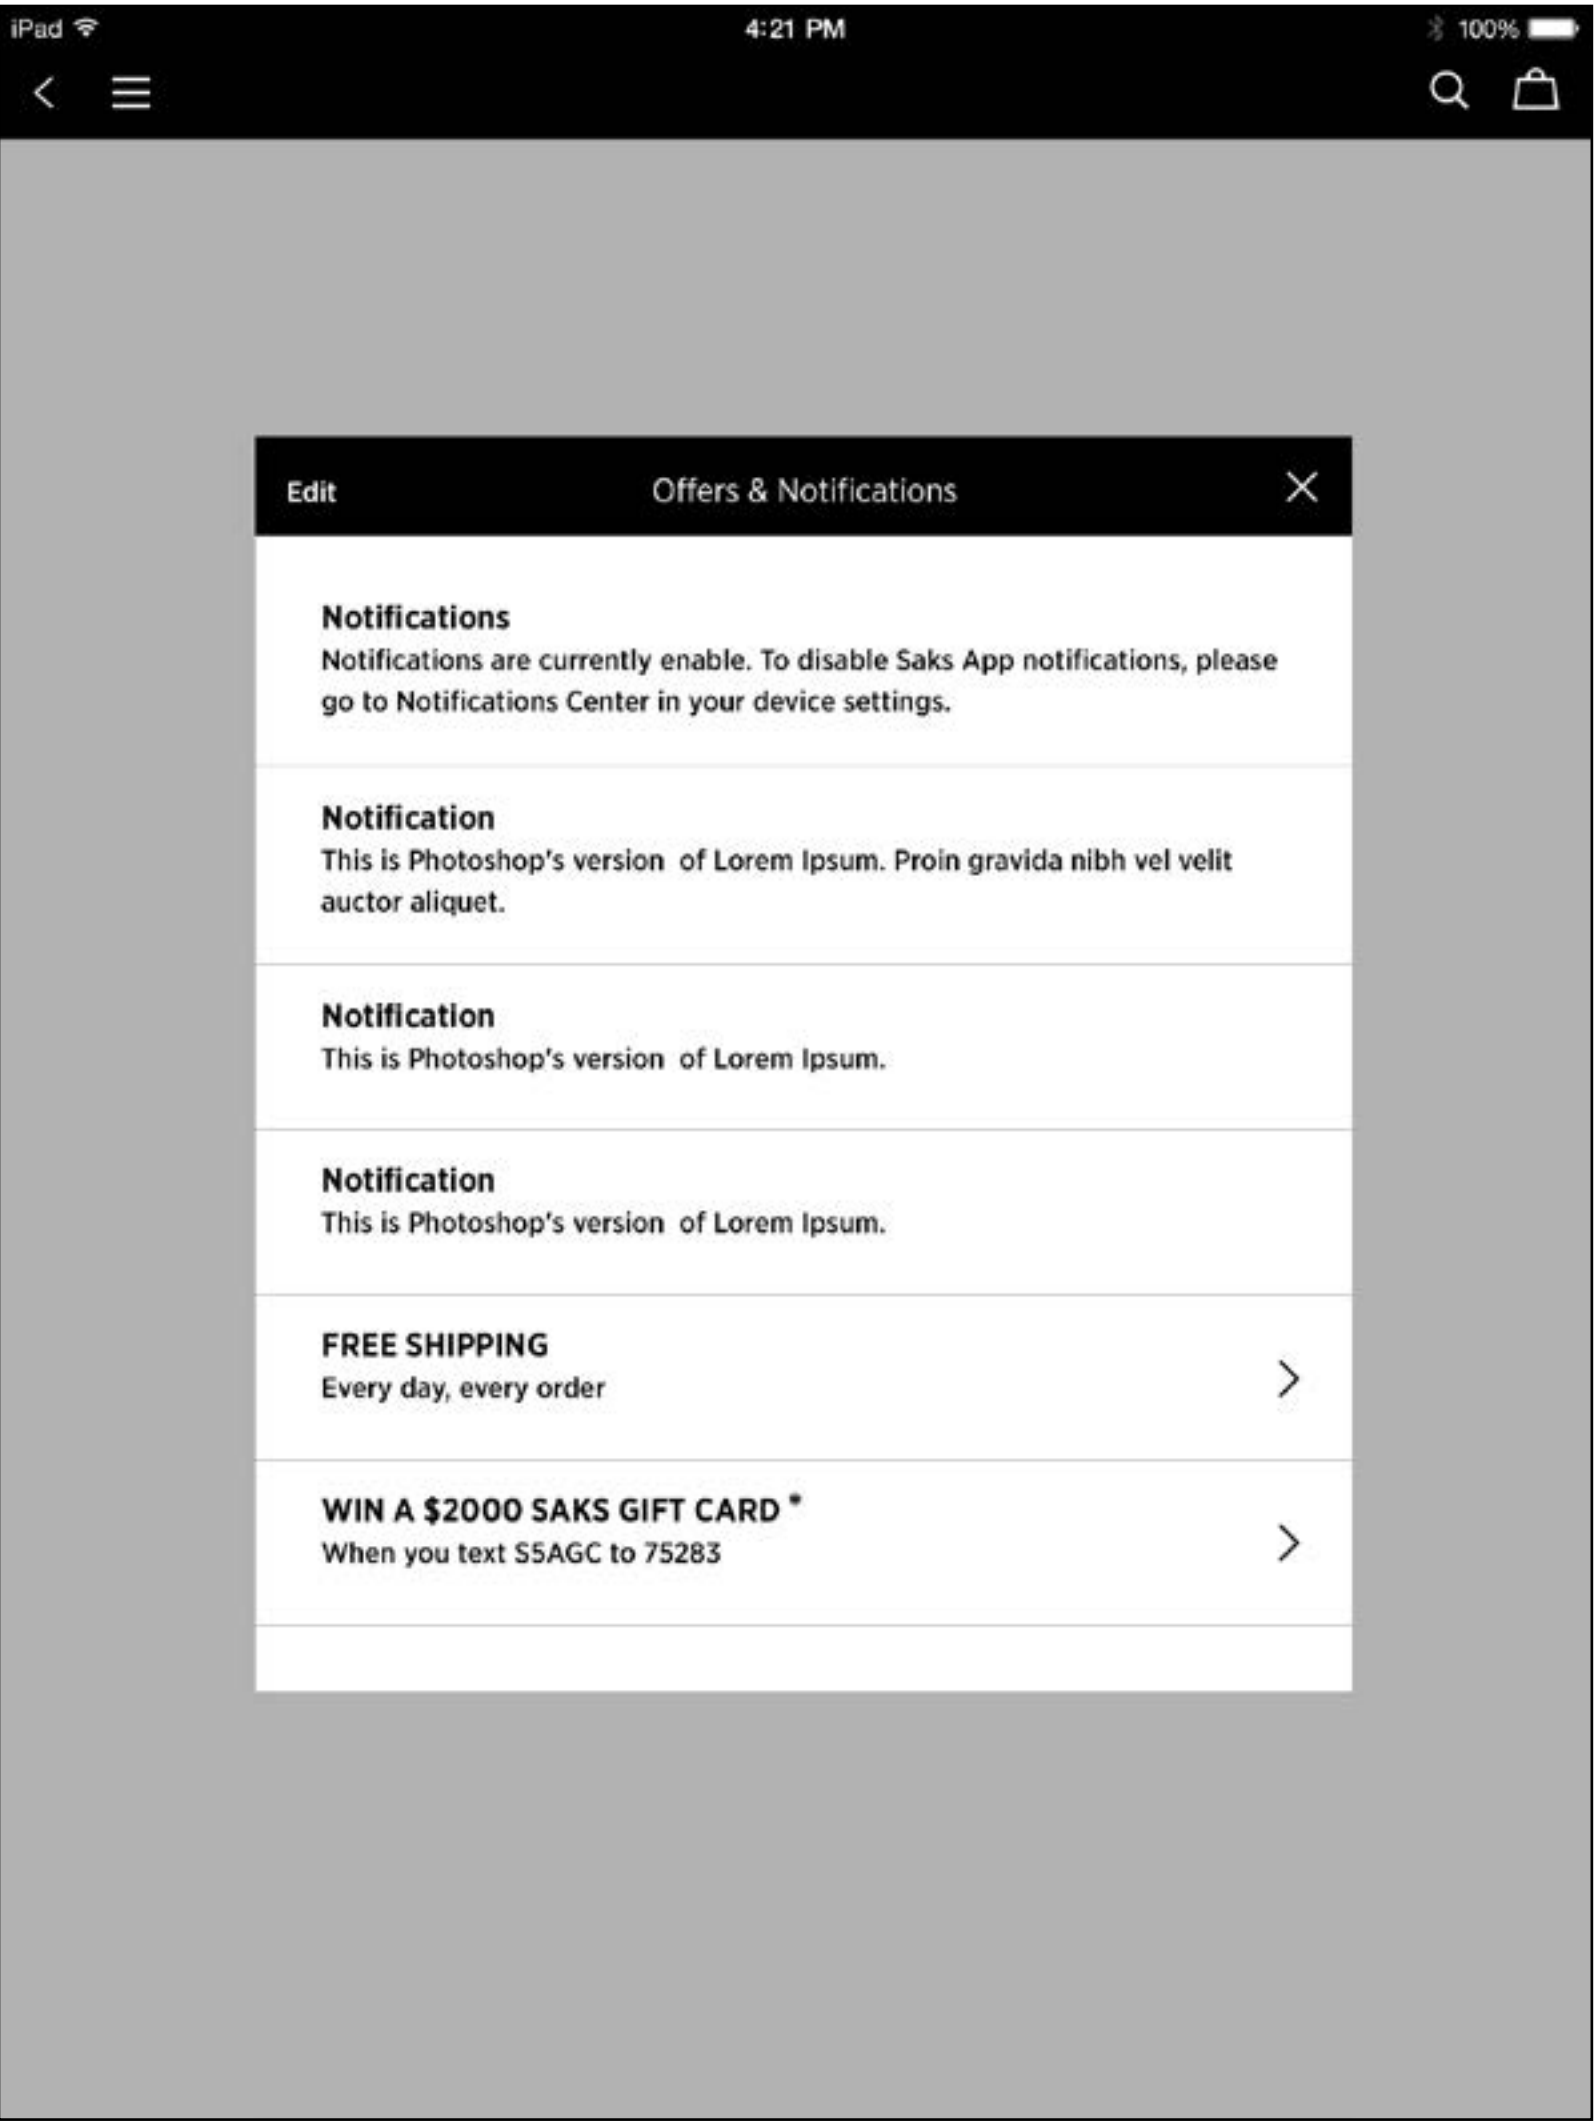 iPad
4:21 PM
100%
Edit
Offers & Notifications
Notifications
Notifications are currently enable. To disable Saks App notifications, please
go to Notifications Center in your device settings.
Notification
This is Photoshop's version  of Lorem Ipsum. Proin gravida nibh vel velit
auctor aliquet.
Notification
This is Photoshop's version  of Lorem Ipsum.
Notification
This is Photoshop's version  of Lorem Ipsum.
FREE SHIPPING
Every day, every order
WIN A $2000 SAKS GIFT CARD *
When you text S5AGC to 75283